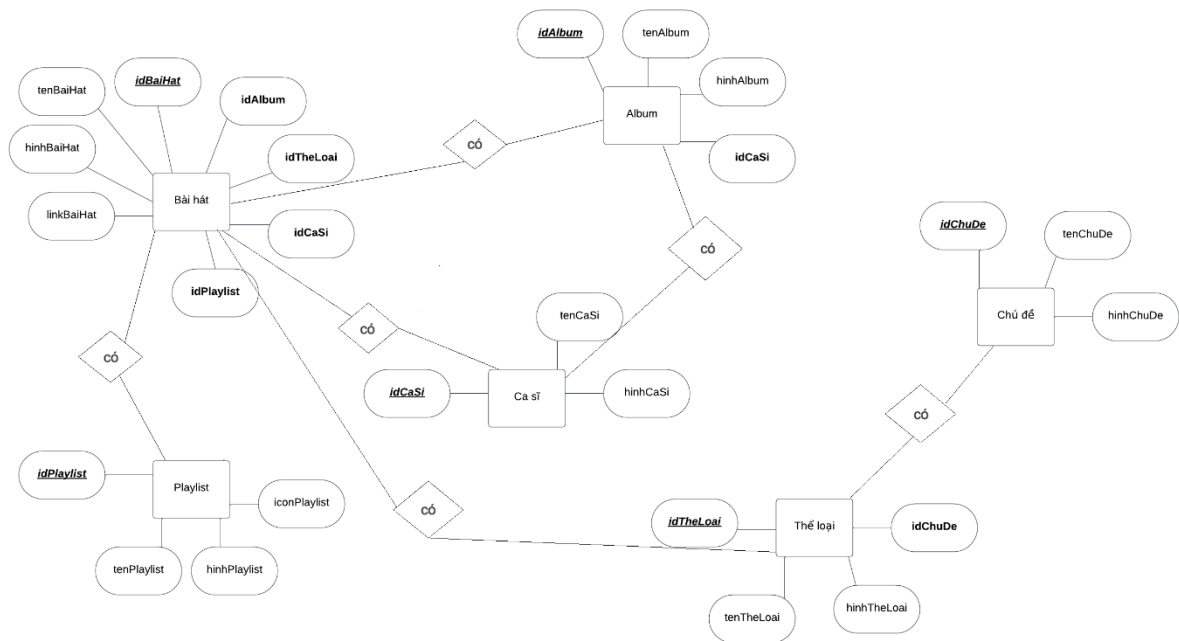 idAlbum
tenAlbum
hinhAlbum
Album
idCaSi
idBaiHat
tenBaiHat
idAlbum
hinhBaiHat
idTheLoai
Bài hát
linkBaiHat
idCaSi
idPlaylist
có
có
có
có
tenCaSi
idCaSi
Ca sĩ
hinhCaSi
idChuDe
tenChuDe
Chủ đề
hinhChuDe
có
idPlaylist
Playlist
iconPlaylist
tenPlaylist
hinhPlaylist
có
idTheLoai
Thể loại
idChuDe
tenTheLoai
hinhTheLoai